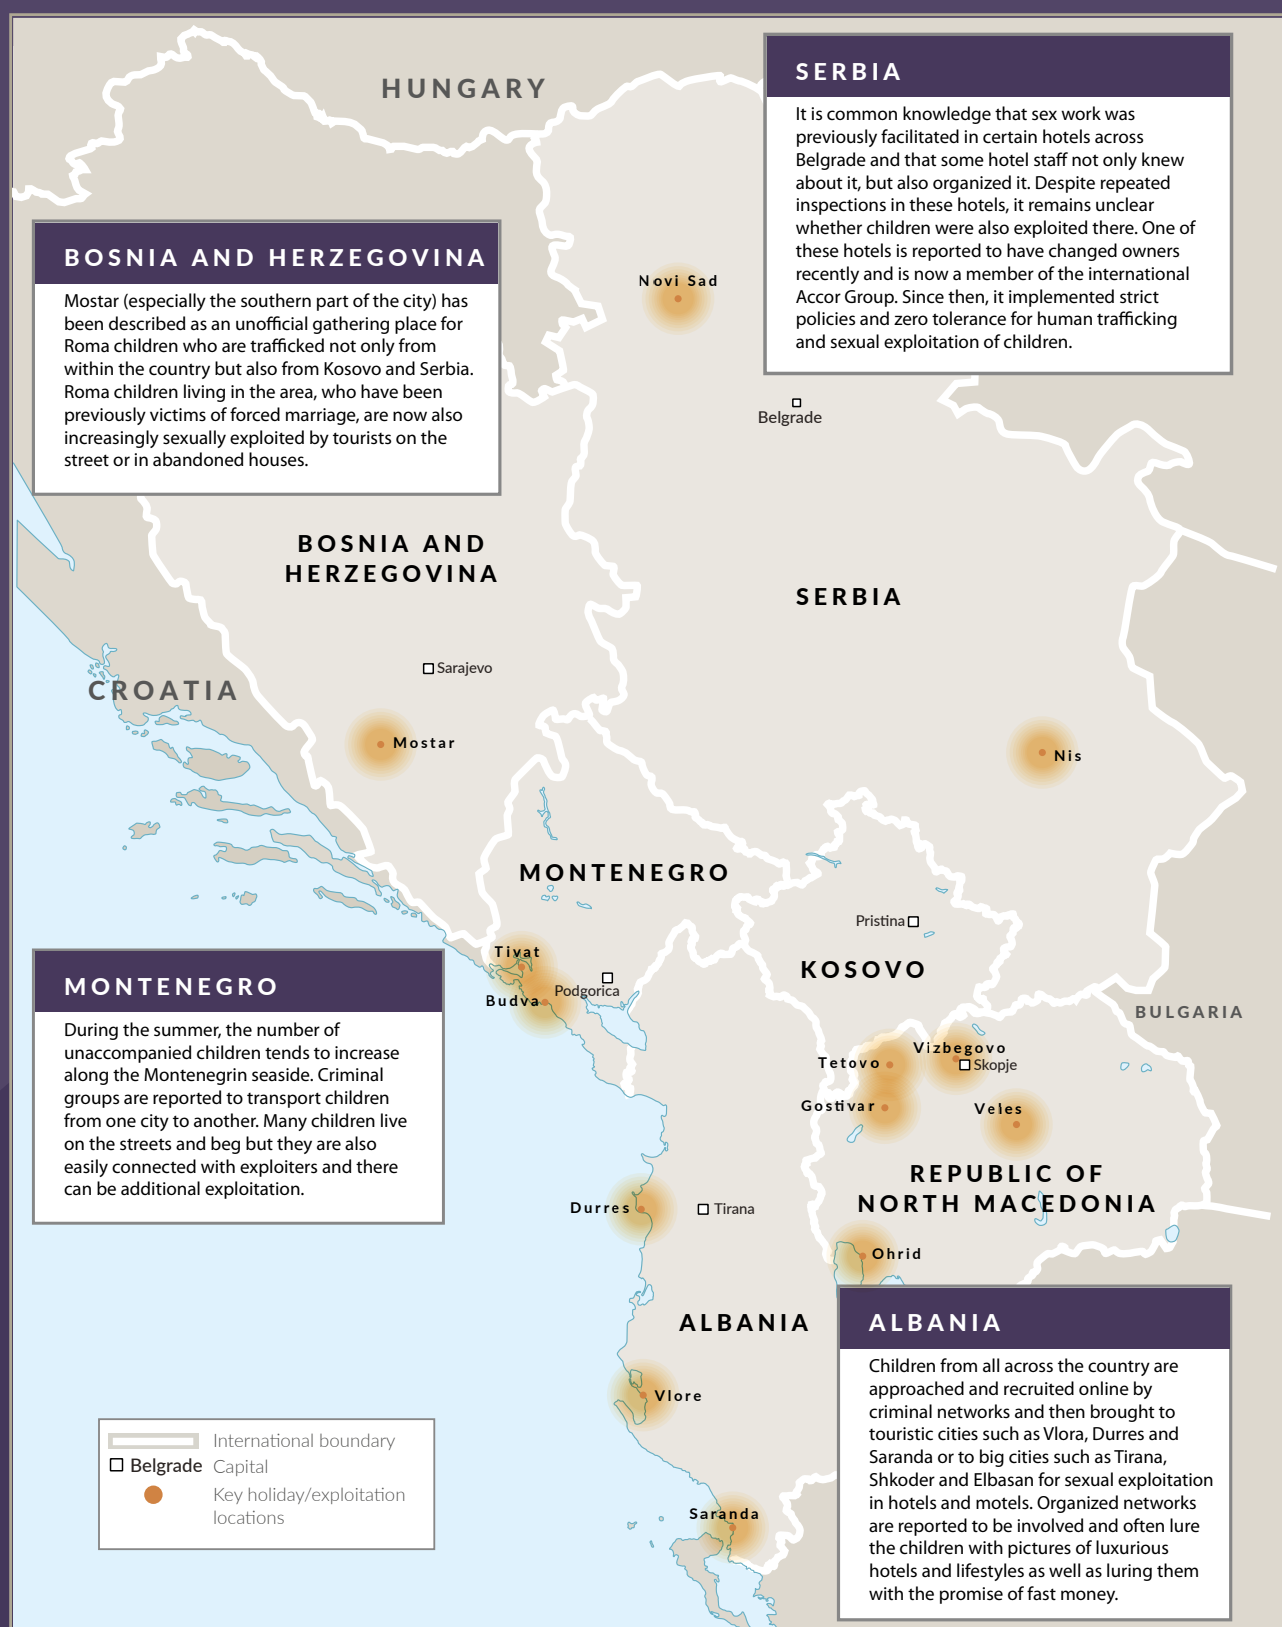 HUNGARY
SERBIA
It is common knowledge that sex work was
previously facilitated in certain hotels across
Belgrade and that some hotel staff not only knew
about it, but also organized it. Despite repeated
inspections in these hotels, it remains unclear
whether children were also exploited there. One of
these hotels is reported to have changed owners
recently and is now a member of the international
Accor Group. Since then, it implemented strict
policies and zero tolerance for human trafficking
and sexual exploitation of children.
BOSNIA AND HERZEGOVINA
Mostar (especially the southern part of the city) has
been described as an unofficial gathering place for
Roma children who are trafficked not only from
within the country but also from Kosovo and Serbia.
Roma children living in the area, who have been
previously victims of forced marriage, are now also
increasingly sexually exploited by tourists on the
street or in abandoned houses.
Novi Sad
Belgrade
BOSNIA AND
HERZEGOVINA
SERBIA
Sarajevo
CROATIA
Mostar
Nis
MONTENEGRO
Pristina
KOSOVO
Tivat
Budva
Podgorica
BULGARIA
MONTENEGRO
During the summer, the number of
unaccompanied children tends to increase
along the Montenegrin seaside. Criminal
groups are reported to transport children
from one city to another. Many children live
on the streets and beg but they are also
easily connected with exploiters and there
can be additional exploitation.
Vizbegovo
Tetovo
Skopje
Gostivar
Veles
REPUBLIC OF
NORTH MACEDONIA
Durres
Tirana
Ohrid
ALBANIA
Vlore
Saranda
ALBANIA
Children from all across the country are
approached and recruited online by
criminal networks and then brought to
touristic cities such as Vlora, Durres and
Saranda or to big cities such as Tirana,
Shkoder and Elbasan for sexual exploitation
in hotels and motels. Organized networks
are reported to be involved and often lure
the children with pictures of luxurious
hotels and lifestyles as well as luring them
with the promise of fast money.
International boundary
Belgrade Capital
Key holiday/exploitation
locations